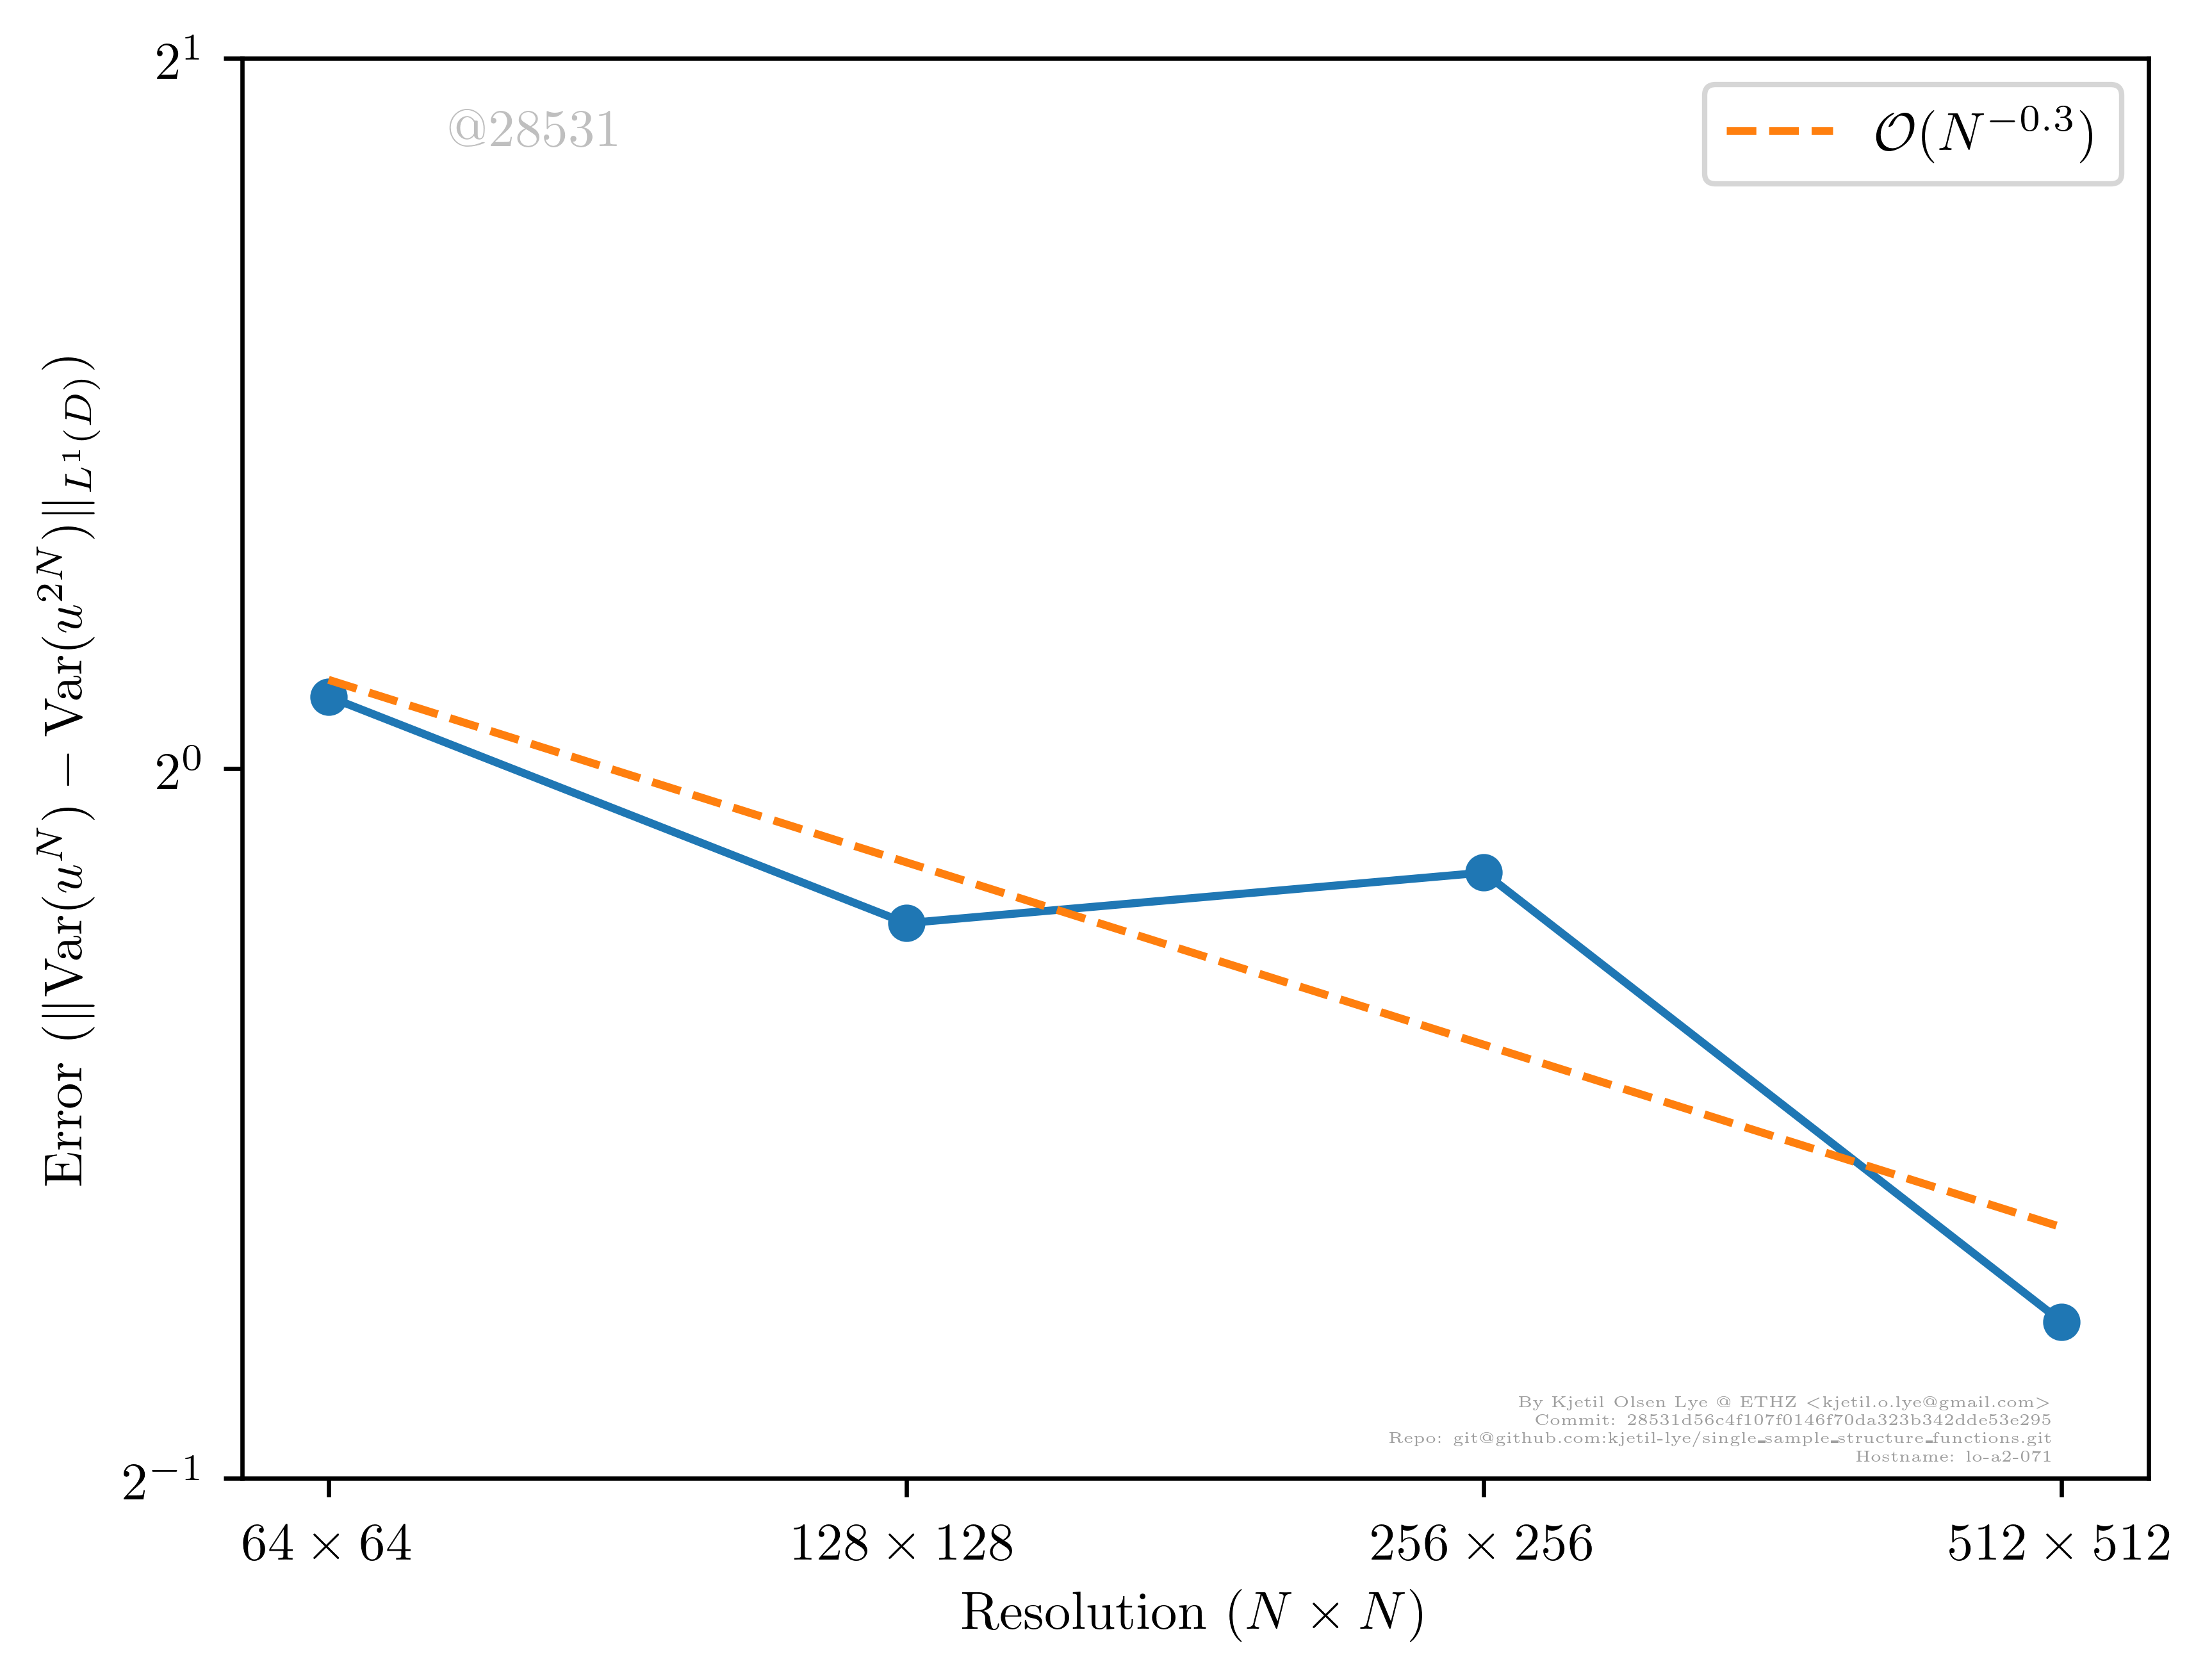 2^1
@28531
O(N^{-0.3})
Error (‖Var(u^N) − Var(u^{2N})‖_{L^1(D)})
2^0
2^{-1}
By Kjetil Olsen Lye @ ETHZ <kjetil.o.lye@gmail.com>
Commit: 28531d56c4f107f0146f70da323b342dde53e295
Repo: git@github.com:kjetil-lye/single_sample_structure_functions.git
Hostname: lo-a2-071
64 × 64
128 × 128
256 × 256
512 × 512
Resolution (N × N)